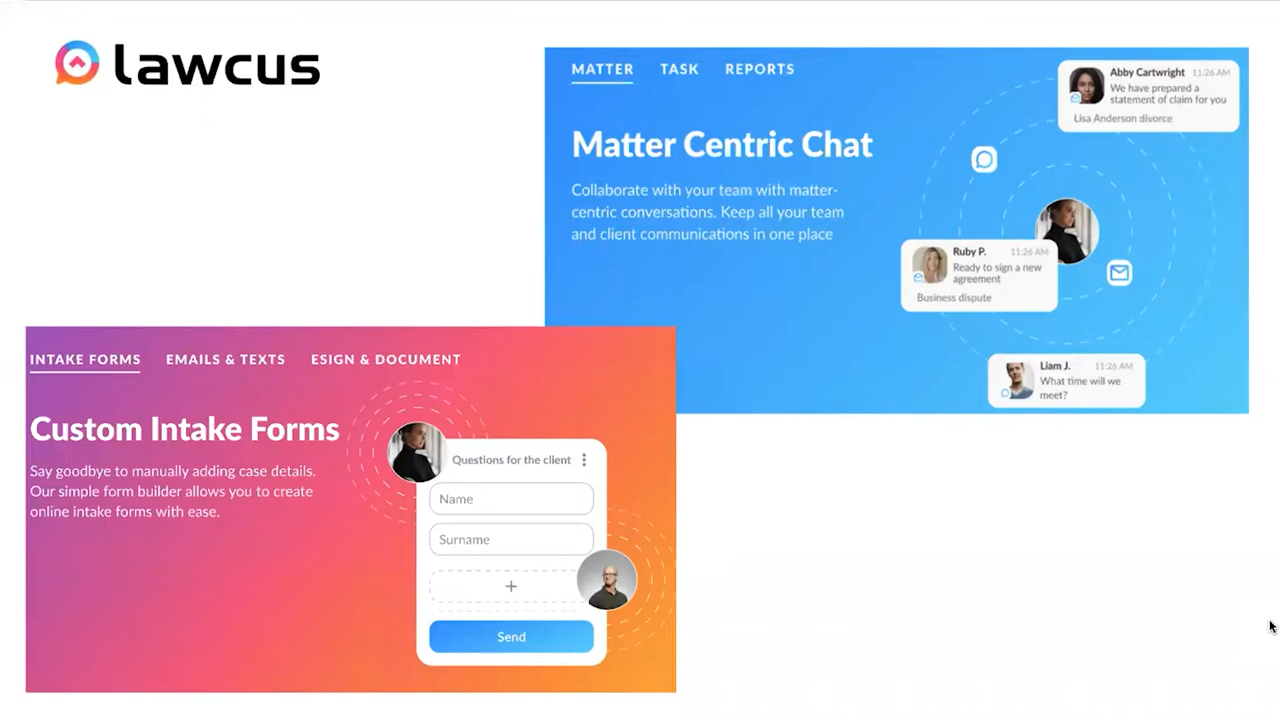 lawcus
MATTER TASK REPORTS
Matter Centric Chat
Collaborate with your team with matter-
centric conversations. Keep all your team
and client communications in one place
Abby Cartwright 11:26 AM
We have prepared a
statement of claim for you
Lisa Anderson divorce
Ruby P. 11:26 AM
Ready to sign a new
agreement
Business dispute
Liam J. 11:26 AM
What time will we
meet?
INTAKE FORMS EMAILS & TEXTS ESIGN & DOCUMENT
Custom Intake Forms
Say goodbye to manually adding case details.
Our simple form builder allows you to create
online intake forms with ease.
Questions for the client
Name
Surname
+
Send